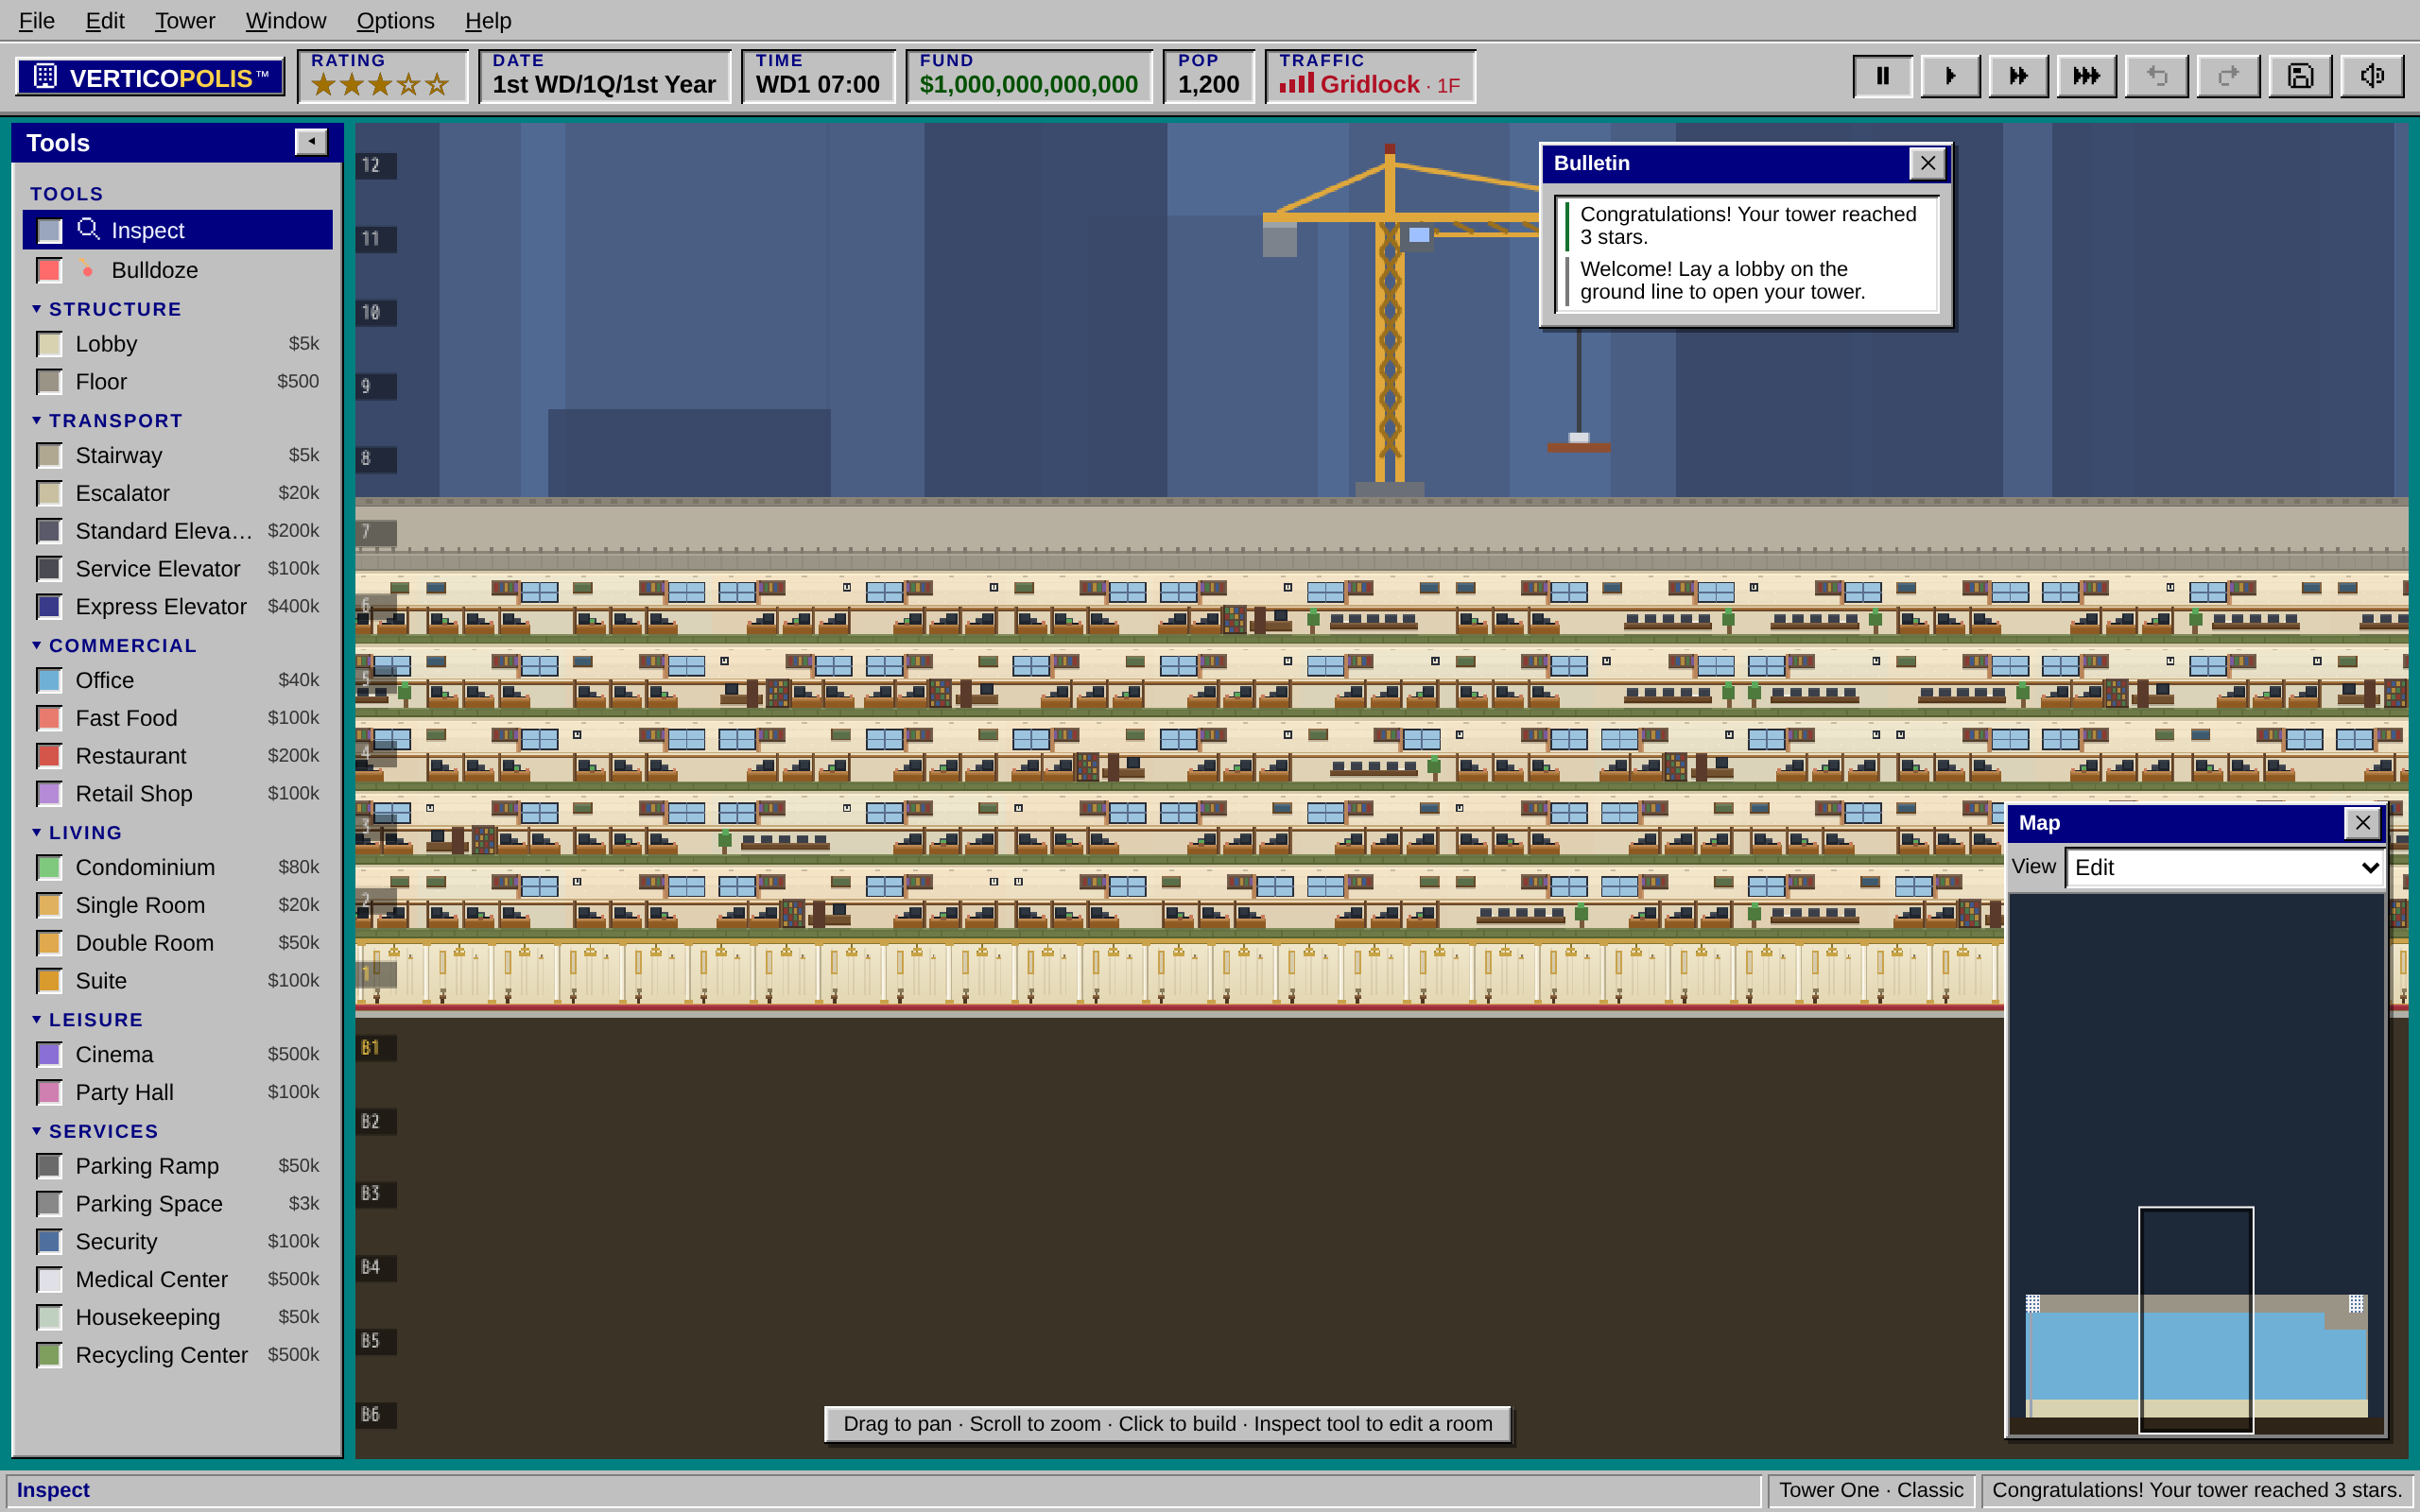 File Edit Tower Window Options Help
VERTICOPOLIS™
RATING
DATE
1st WD/1Q/1st Year
TIME
WD1 07:00
FUND
$1,000,000,000,000
POP
1,200
TRAFFIC
Gridlock · 1F
Tools
TOOLS
Inspect
Bulldoze
STRUCTURE
Lobby $5k
Floor $500
TRANSPORT
Stairway $5k
Escalator $20k
Standard Eleva… $200k
Service Elevator $100k
Express Elevator $400k
COMMERCIAL
Office $40k
Fast Food $100k
Restaurant $200k
Retail Shop $100k
LIVING
Condominium $80k
Single Room $20k
Double Room $50k
Suite $100k
LEISURE
Cinema $500k
Party Hall $100k
SERVICES
Parking Ramp $50k
Parking Space $3k
Security $100k
Medical Center $500k
Housekeeping $50k
Recycling Center $500k
12
11
10
9
8
7
6
5
4
3
2
1
B1
B2
B3
B4
B5
B6
Bulletin
Congratulations! Your tower reached
3 stars.
Welcome! Lay a lobby on the
ground line to open your tower.
Map
View Edit
Drag to pan · Scroll to zoom · Click to build · Inspect tool to edit a room
Inspect
Tower One · Classic
Congratulations! Your tower reached 3 stars.